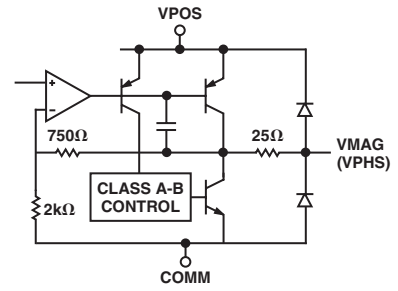 VPOS
+
–
750Ω
25Ω
VMAG
(VPHS)
CLASS A-B
CONTROL
2kΩ
COMM